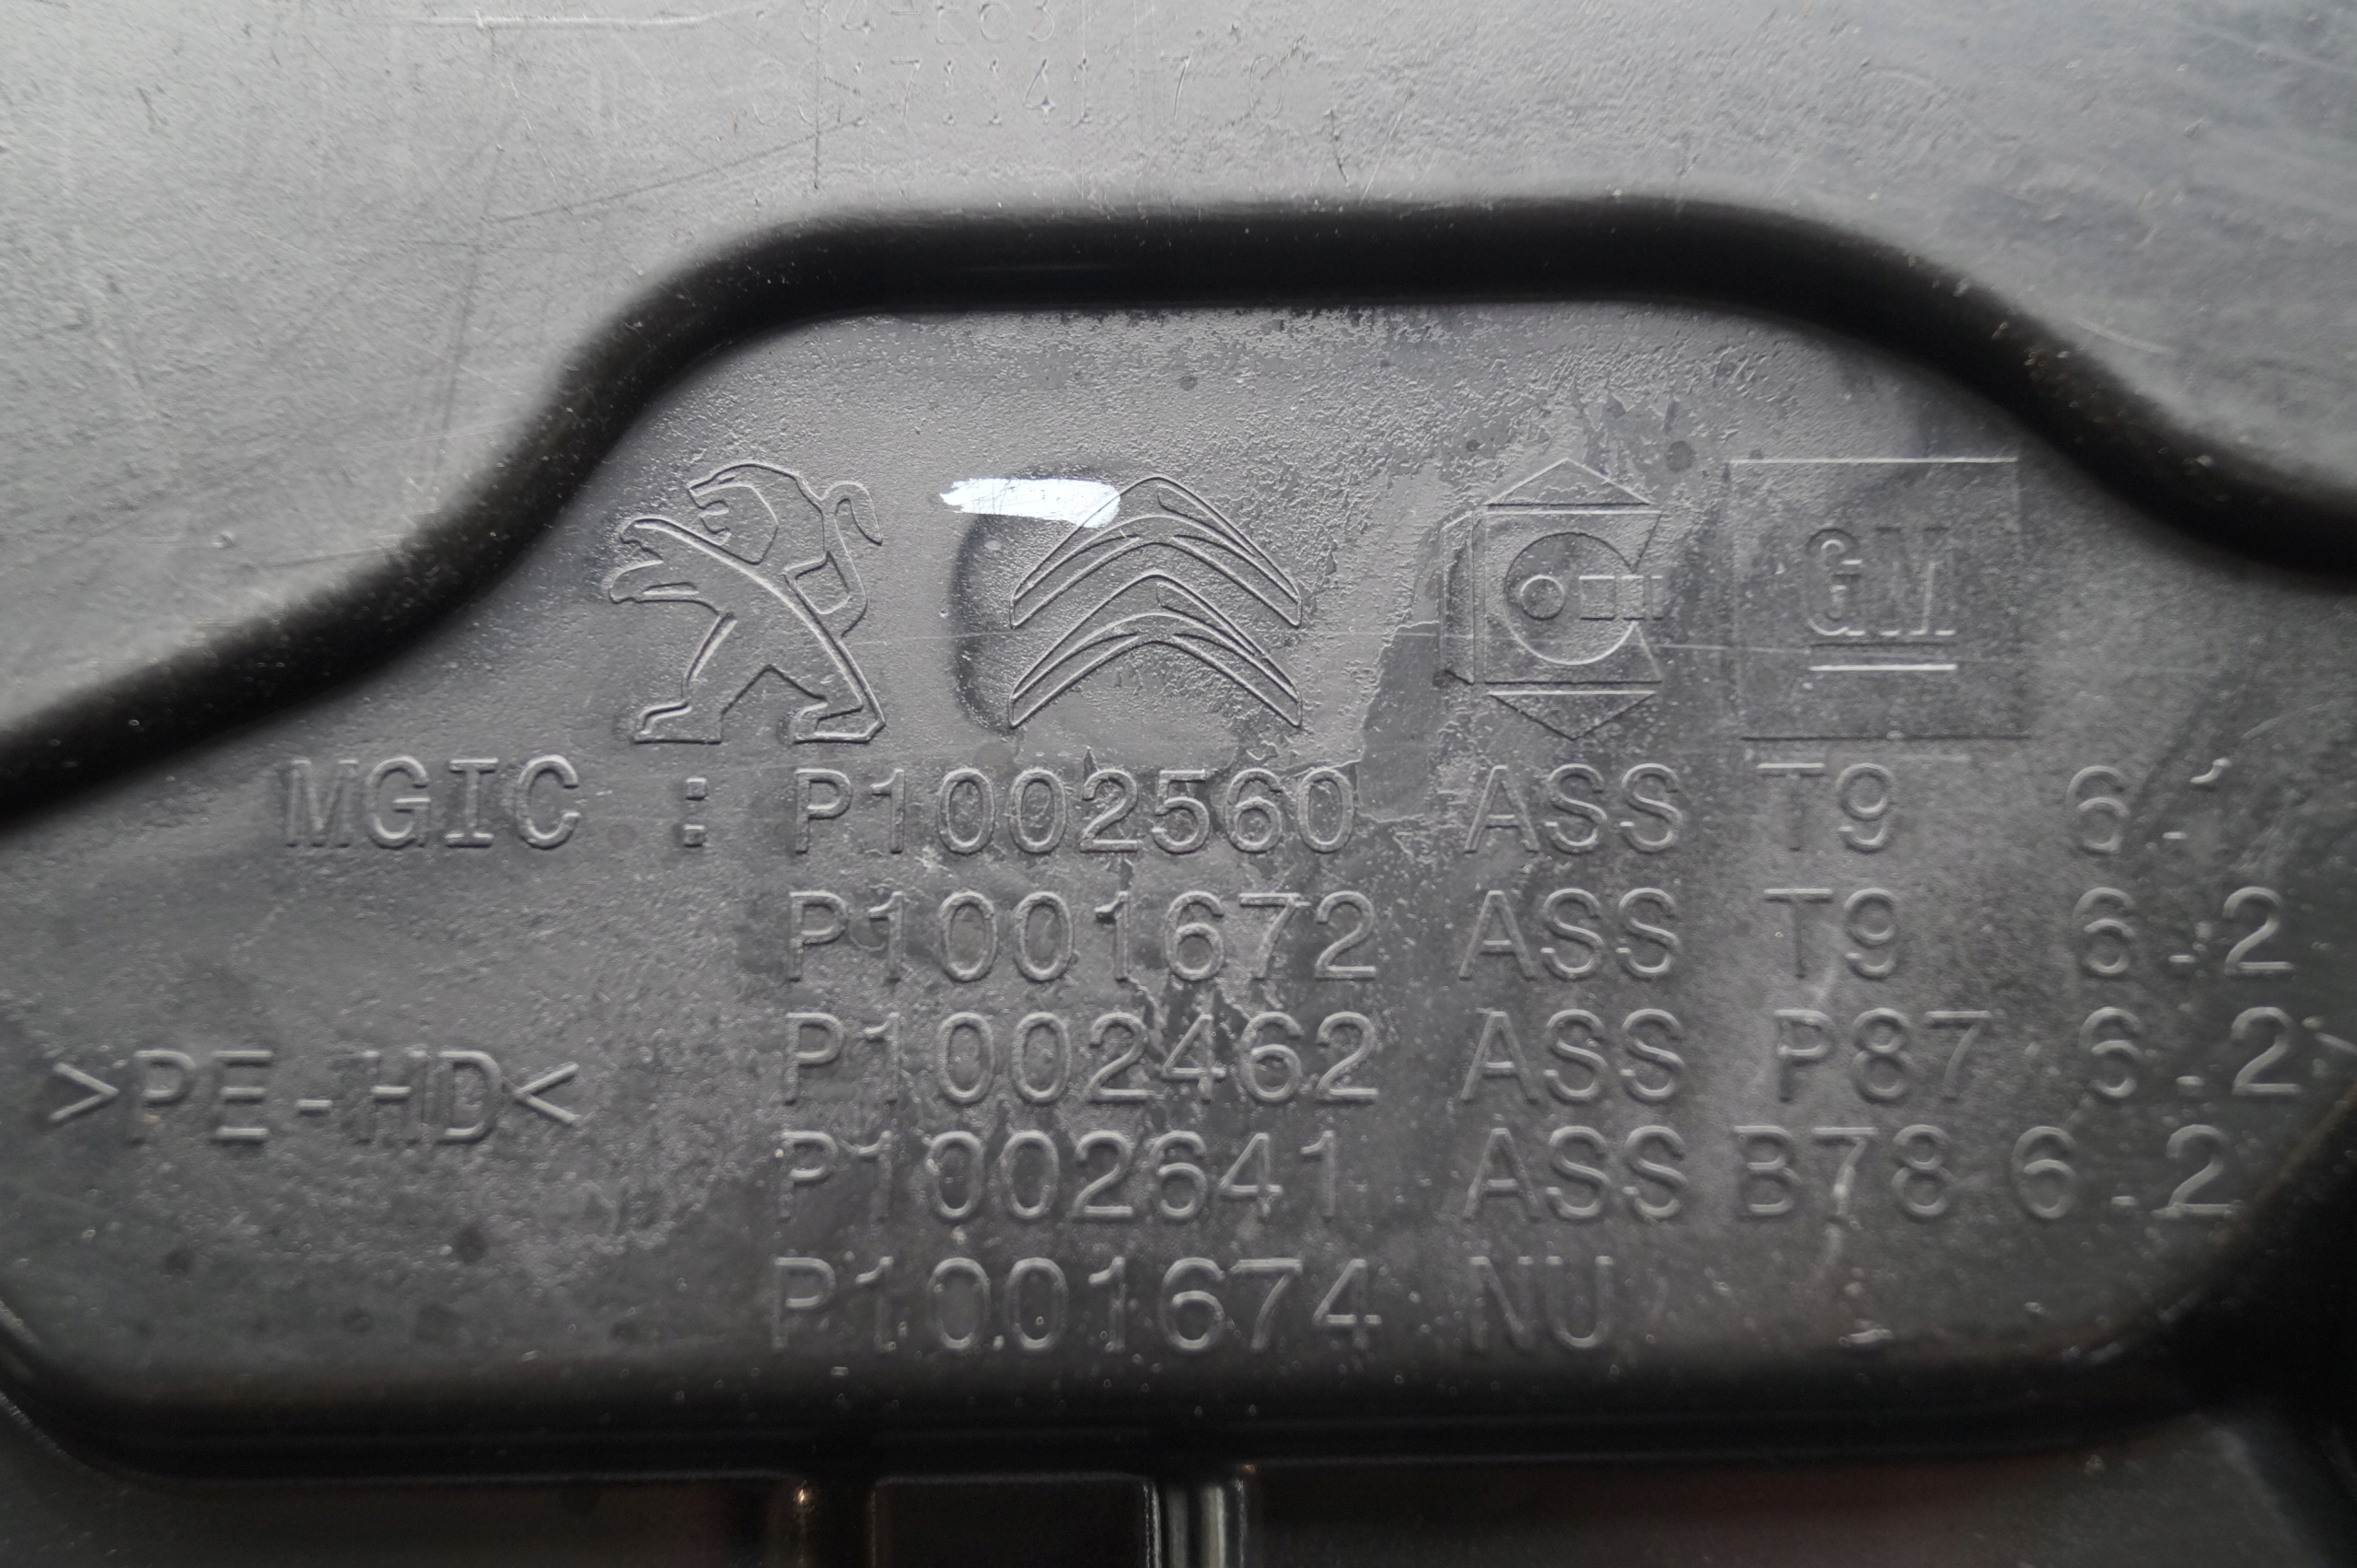 GM
MGIC : P1002560 ASS T9 6.
P1001672 ASS T9 6.2
P1002462 ASS P87 6.2
>PE-HD<
P1002641 ASS B78 6.2
P1001674 NU